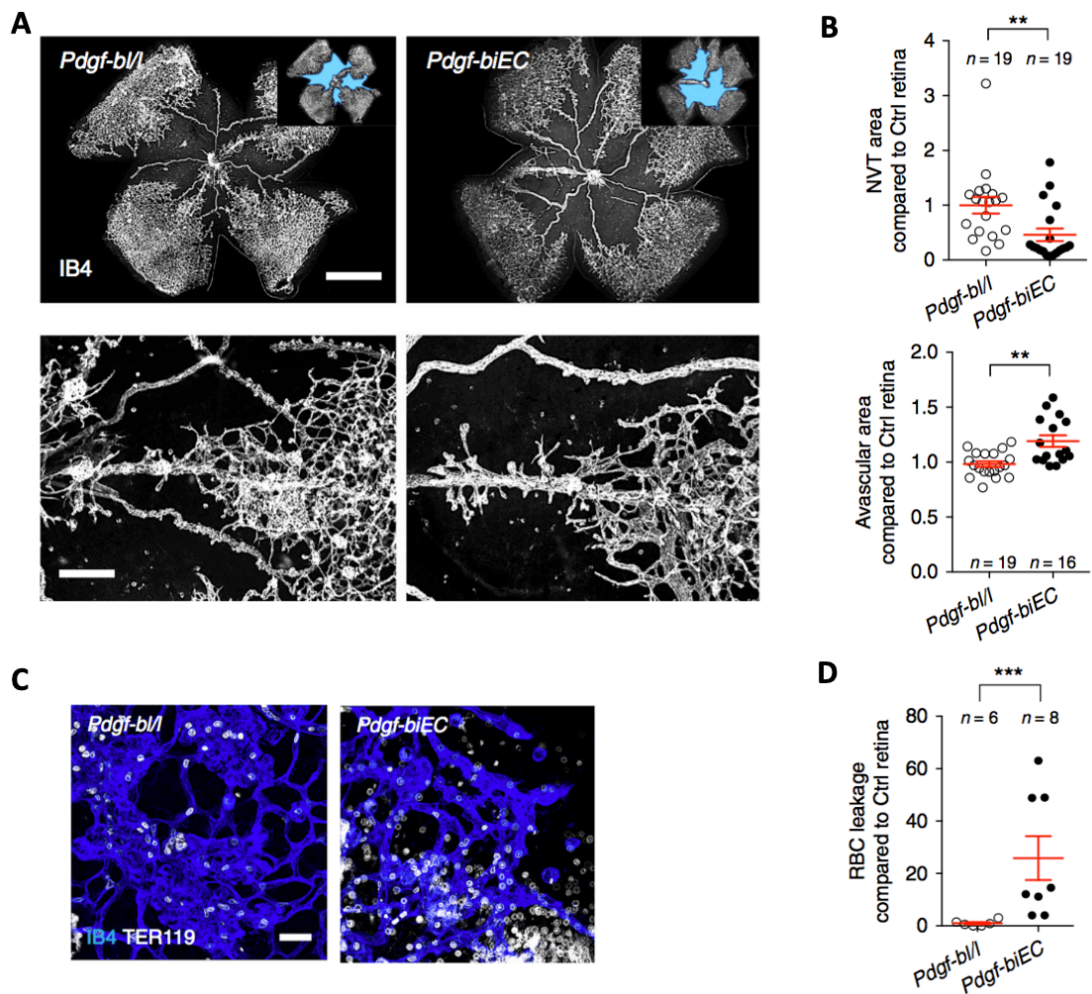 A
Pdgf-bl/l
Pdgf-biEC
IB4
B
**
n = 19 n = 19
4
3
2
1
0
NVT area
compared to Ctrl retina
Pdgf-bl/l
Pdgf-biEC
**
2.0
1.5
1.0
0.5
0.0
Avascular area
compared to Ctrl retina
n = 19 n = 16
Pdgf-bl/l
Pdgf-biEC
C
Pdgf-bl/l
Pdgf-biEC
IB4 TER119
D
***
n = 6 n = 8
80
60
40
20
0
RBC leakage
compared to Ctrl retina
Pdgf-bl/l
Pdgf-biEC